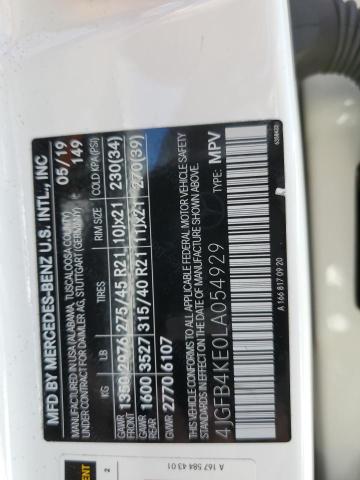 MFD BY MERCEDES-BENZ U.S. INTL., INC
MANUFACTURED IN USA (ALABAMA, TUSCALOOSA COUNTY) 05/19
UNDER CONTRACT FOR DAIMLER AG, STUTTGART (GERMANY) 149
KG LB TIRES RIM SIZE COLD KPA(PSI)
GAWR FRONT 1350 2976 275/45 R21 10JX21 230(34)
GAWR REAR 1600 3527 315/40 R21 11JX21 270(39)
GVWR 2770 6107
THIS VEHICLE CONFORMS TO ALL APPLICABLE FEDERAL MOTOR VEHICLE SAFETY
STANDARDS IN EFFECT ON THE DATE OF MANUFACTURE SHOWN ABOVE.
4JGFB4KE0LA054929 TYPE: MPV
A 166 817 09 20
A 167 584 43 01
2